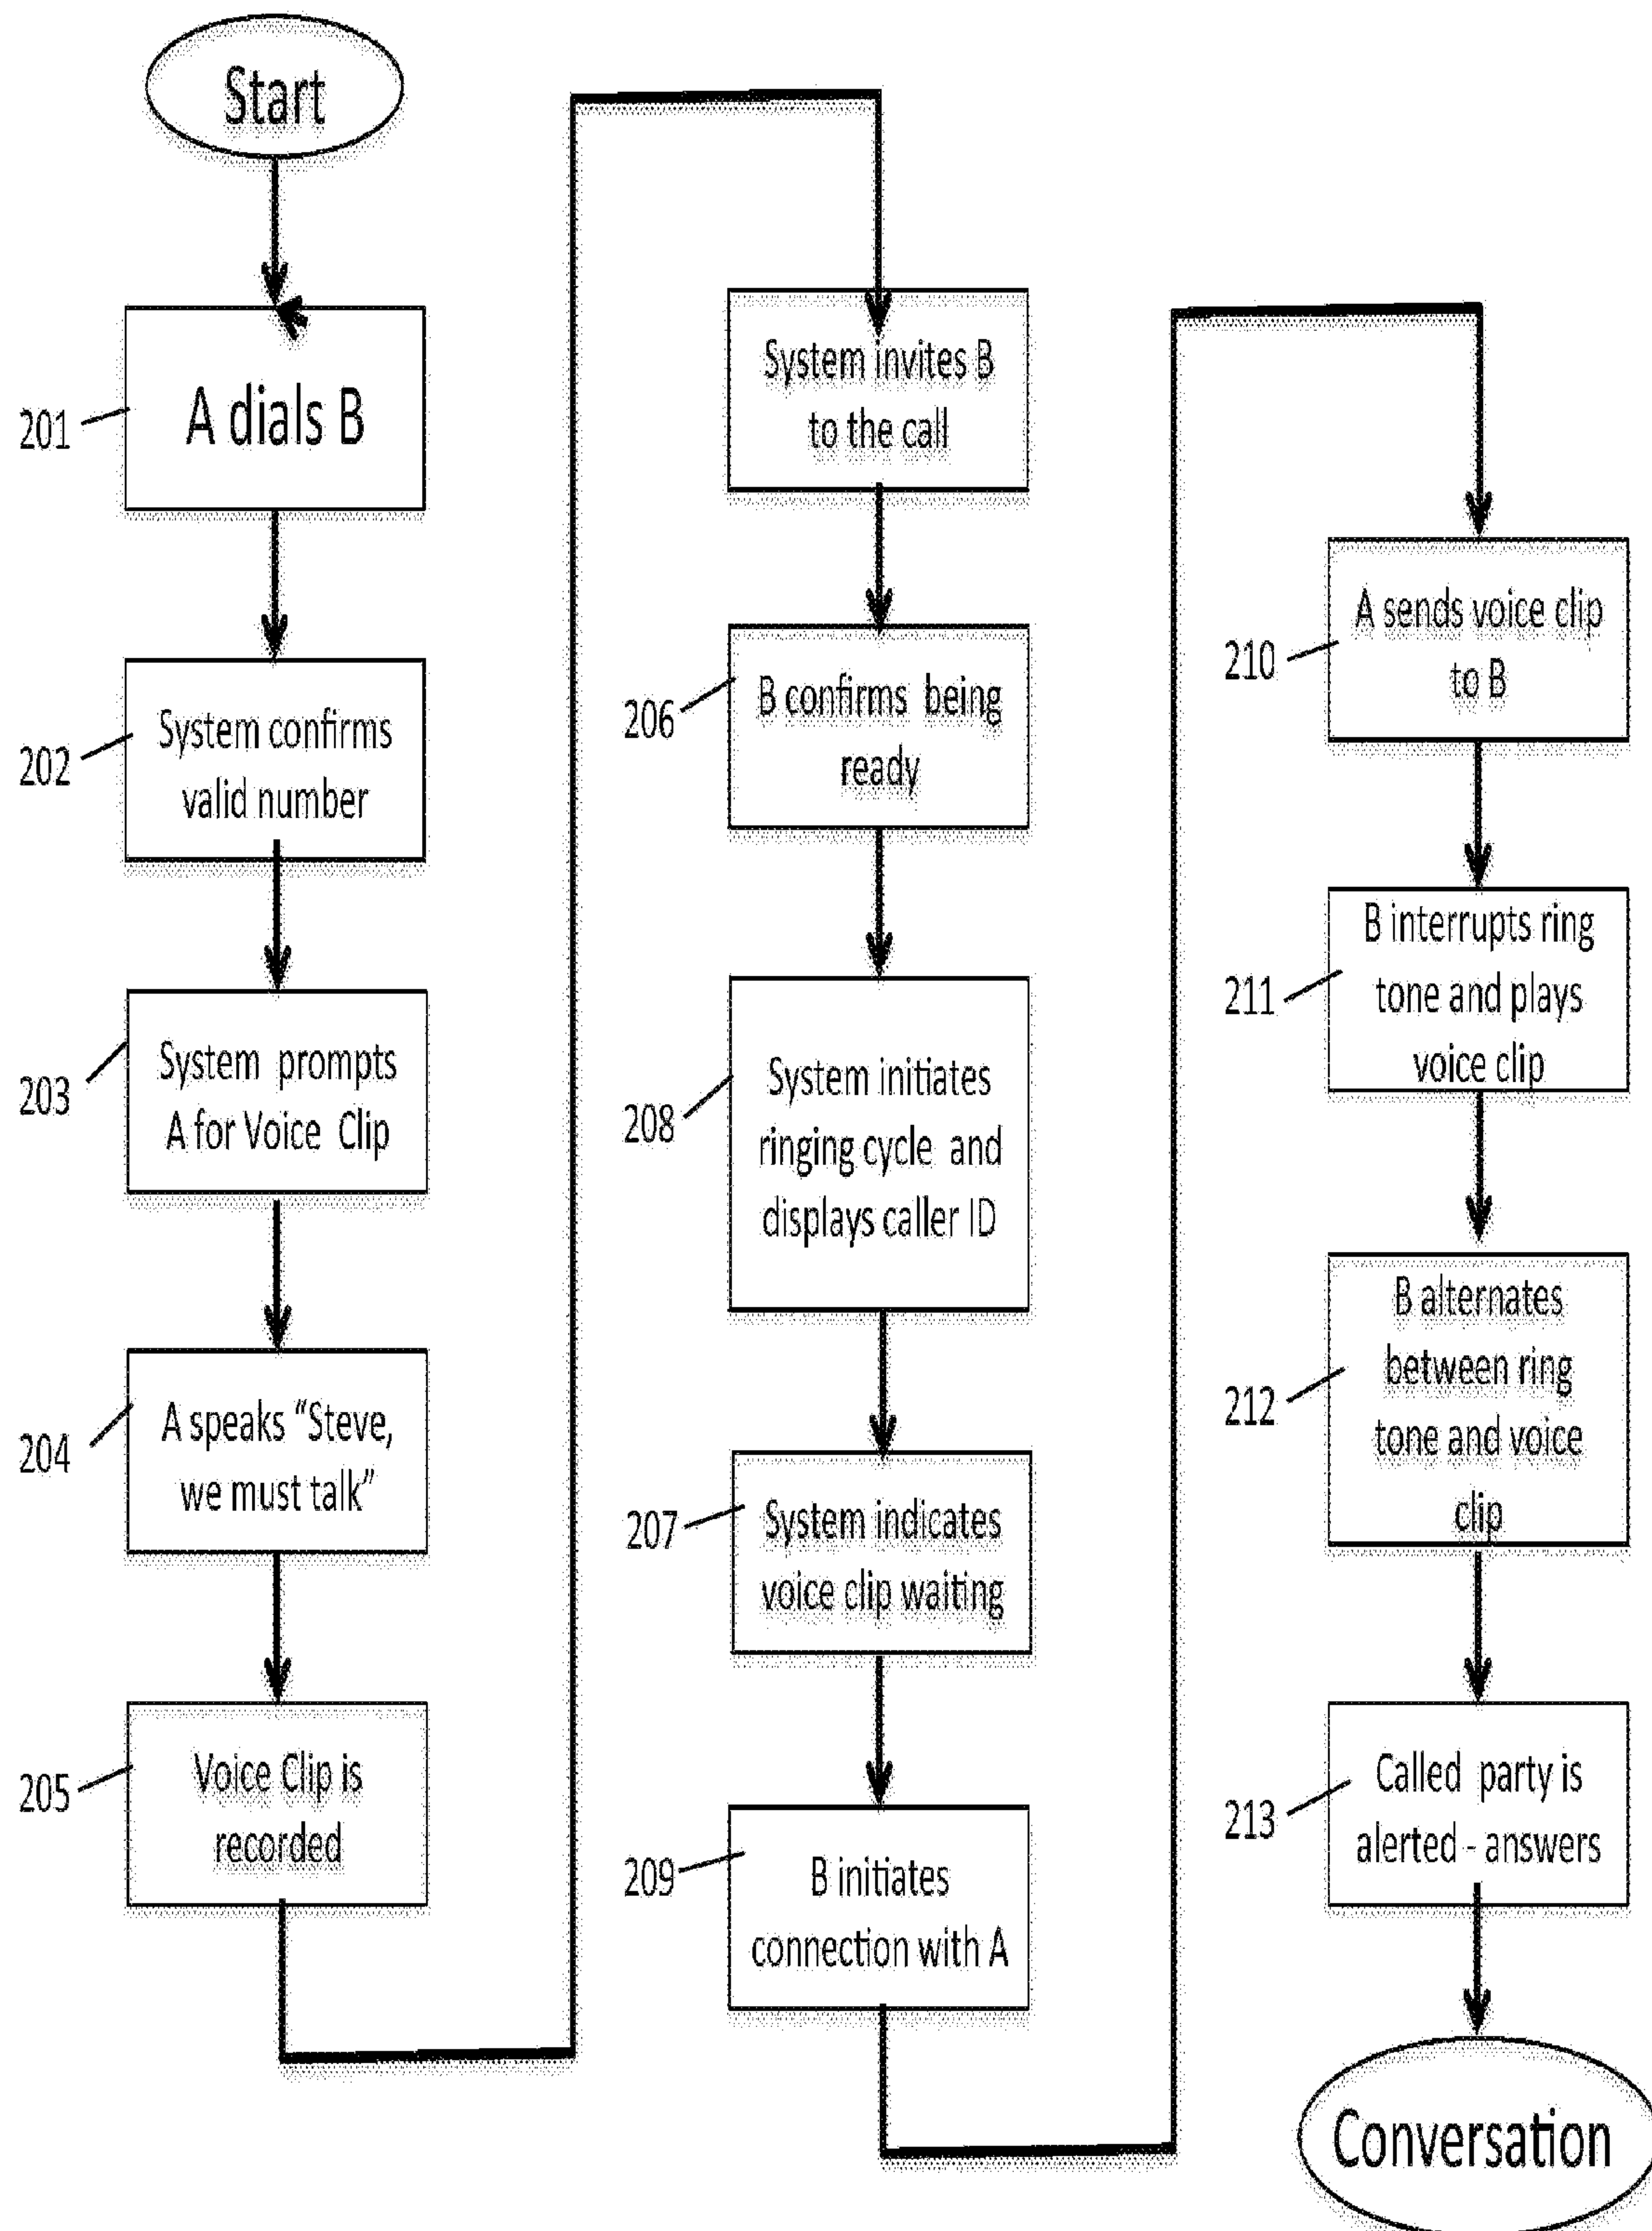 Start
201
A dials B
202
System confirms
valid number
203
System prompts
A for Voice Clip
204
A speaks “Steve,
we must talk”
205
Voice Clip is
recorded
System invites B
to the call
206
B confirms being
ready
208
System initiates
ringing cycle and
displays caller ID
207
System indicates
voice clip waiting
209
B initiates
connection with A
210
A sends voice clip
to B
211
B interrupts ring
tone and plays
voice clip
212
B alternates
between ring
tone and voice
clip
213
Called party is
alerted - answers
Conversation